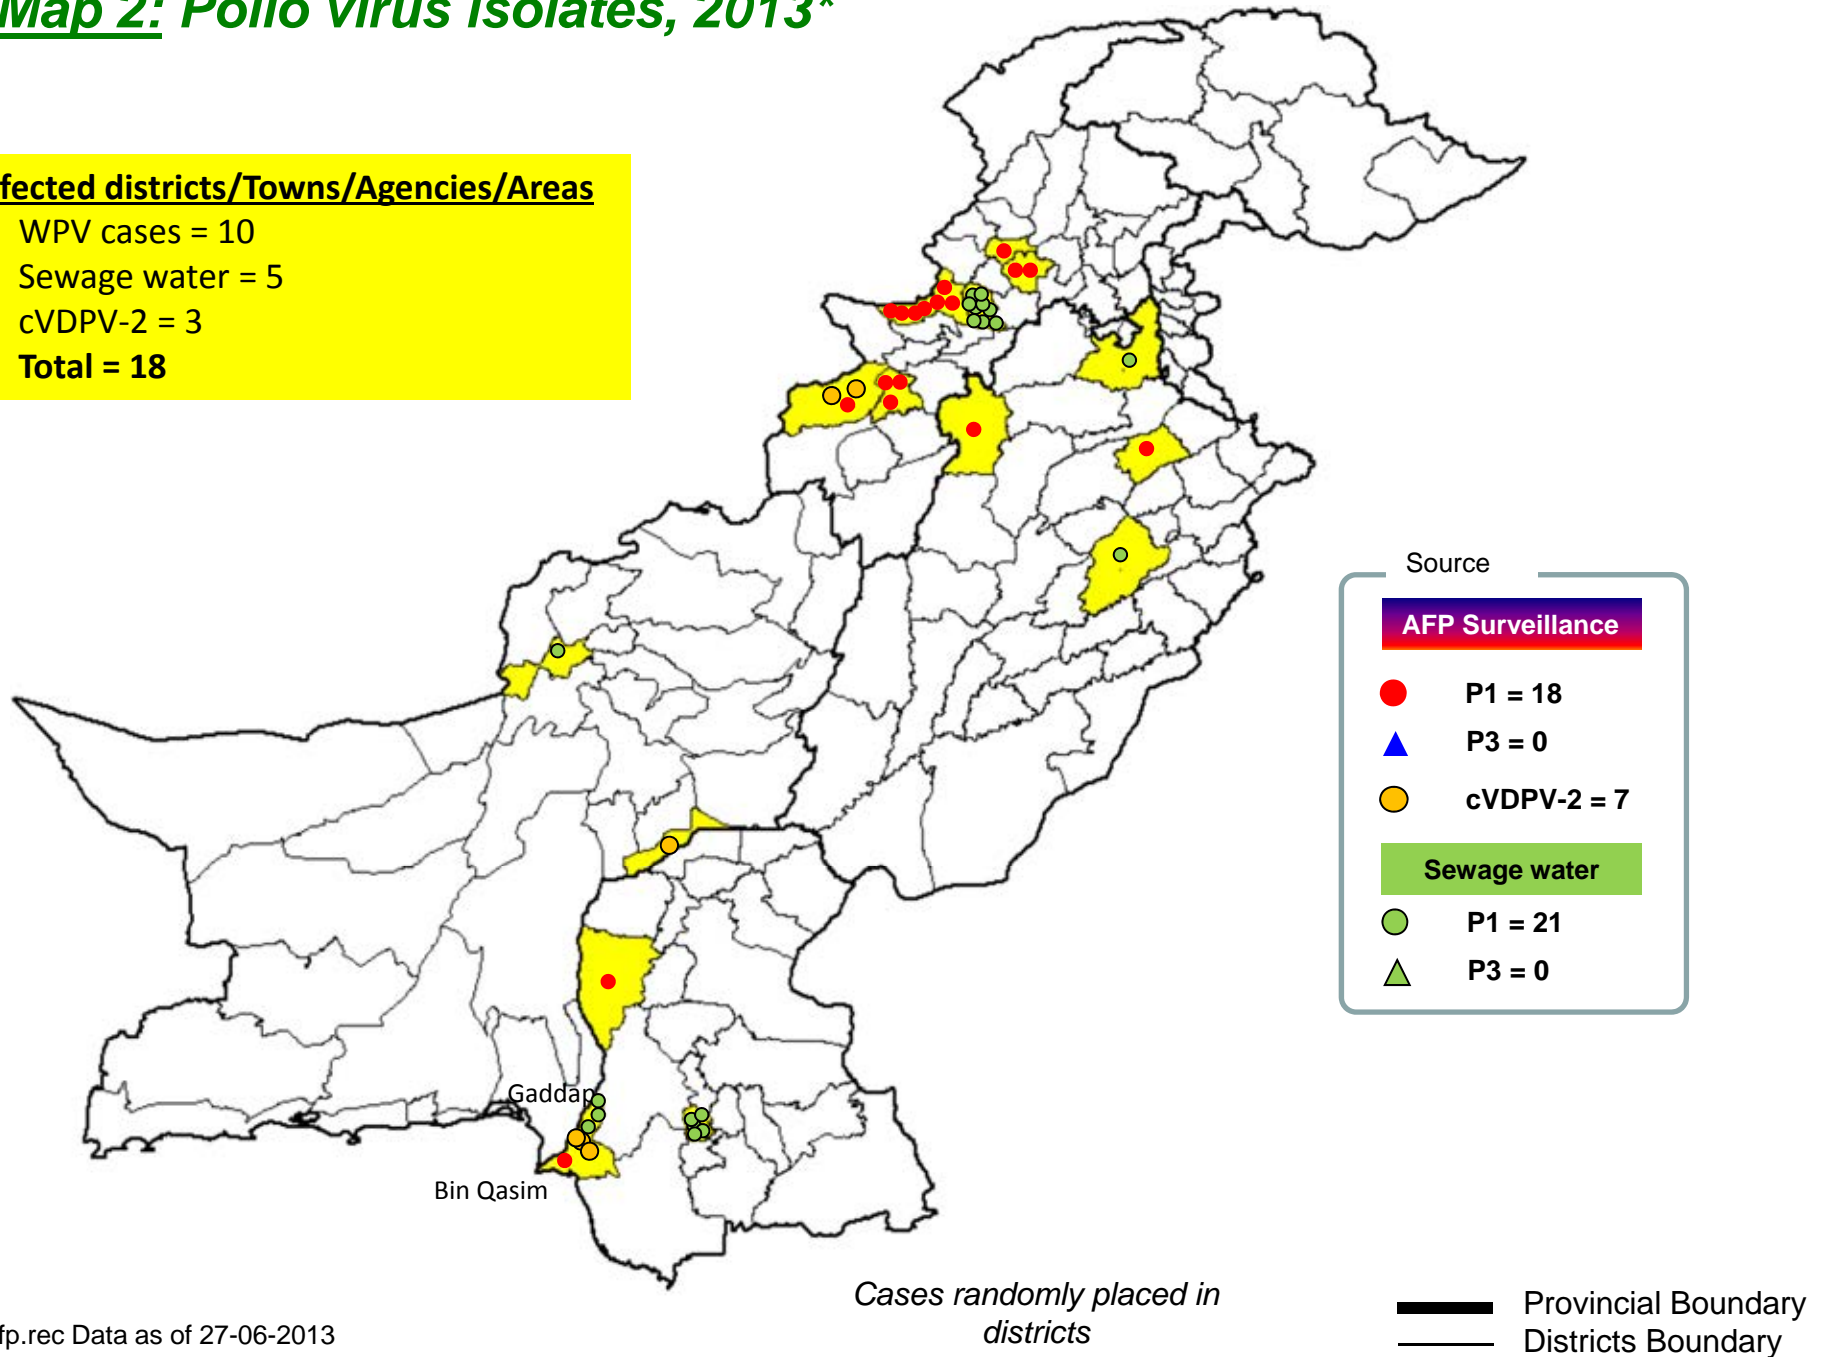 Map 2: Polio virus Isolates, 2013*
fected districts/Towns/Agencies/Areas
WPV cases = 10
Sewage water = 5
cVDPV-2 = 3
Total = 18
Source
AFP Surveillance
P1 = 18
P3 = 0
cVDPV-2 = 7
Sewage water
P1 = 21
P3 = 0
Gaddap
Bin Qasim
Cases randomly placed in
districts
fp.rec Data as of 27-06-2013
Provincial Boundary
Districts Boundary